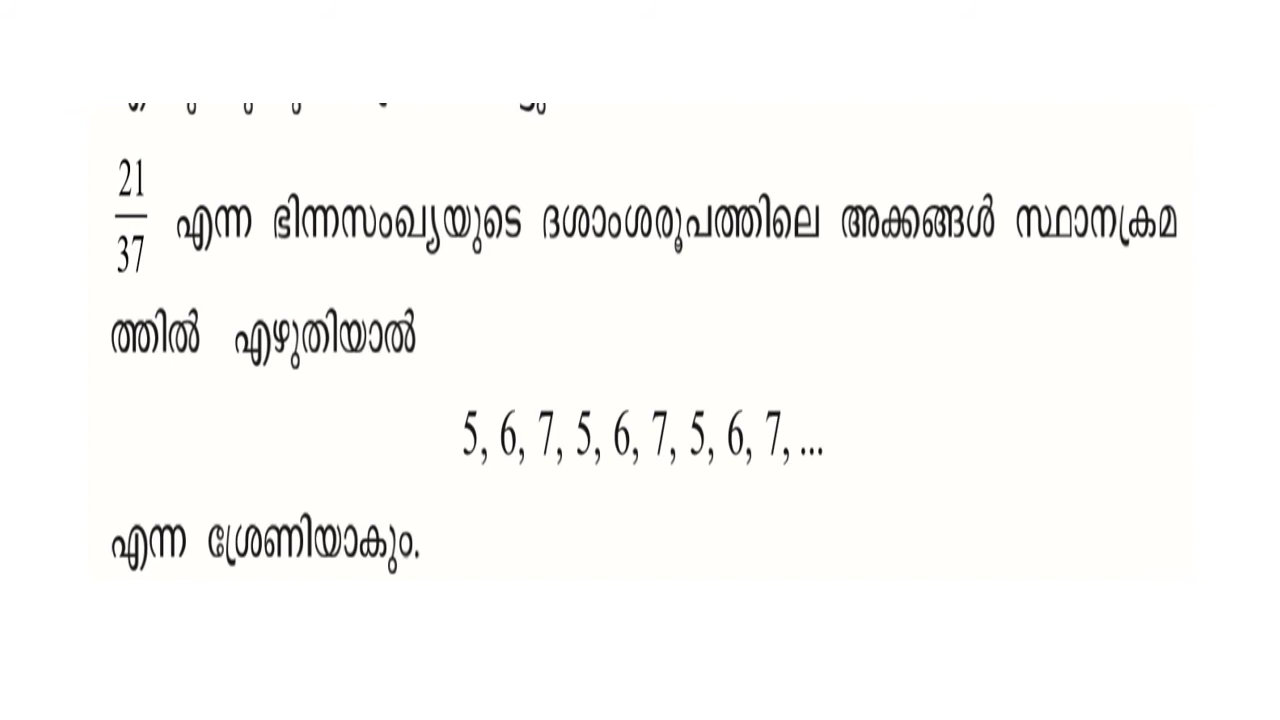 21
37 എന്ന ഭിന്നസംഖ്യയുടെ ദശാംശരൂപത്തിലെ അക്കങ്ങൾ സ്ഥാനക്രമ
ത്തിൽ എഴുതിയാൽ
5, 6, 7, 5, 6, 7, 5, 6, 7, ...
എന്ന ശ്രേണിയാകും.